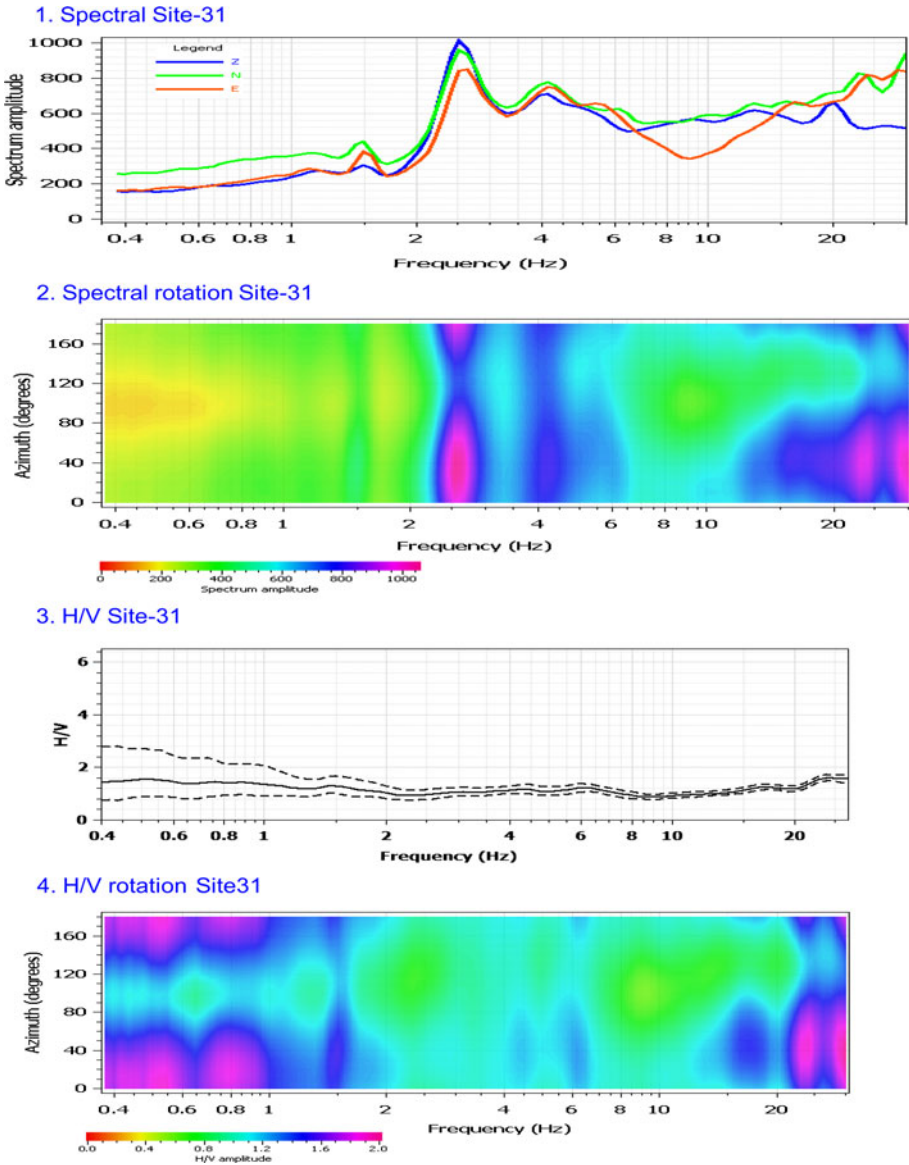 1. Spectral Site-31
1000
800
600
400
200
0
Spectrum amplitude
Legend
Z
N
E
0.4 0.6 1 2 4 6 8 10 20
Frequency (Hz)
2. Spectral rotation Site-31
160
120
80
40
0
Azimuth (degrees)
0.4 0.6 0.8 1 2 4 6 8 10 20
Frequency (Hz)
0 200 400 600 800 1000
Spectrum amplitude
3. H/V Site-31
6
4
2
0
H/V
0.4 0.6 0.8 1 2 4 6 8 10 20
Frequency (Hz)
4. H/V rotation Site31
160
120
80
40
0
Azimuth (degrees)
0.4 0.6 0.8 1 2 4 6 8 10 20
Frequency (Hz)
0.0 0.4 0.8 1.2 1.6 2.0
H/V amplitude